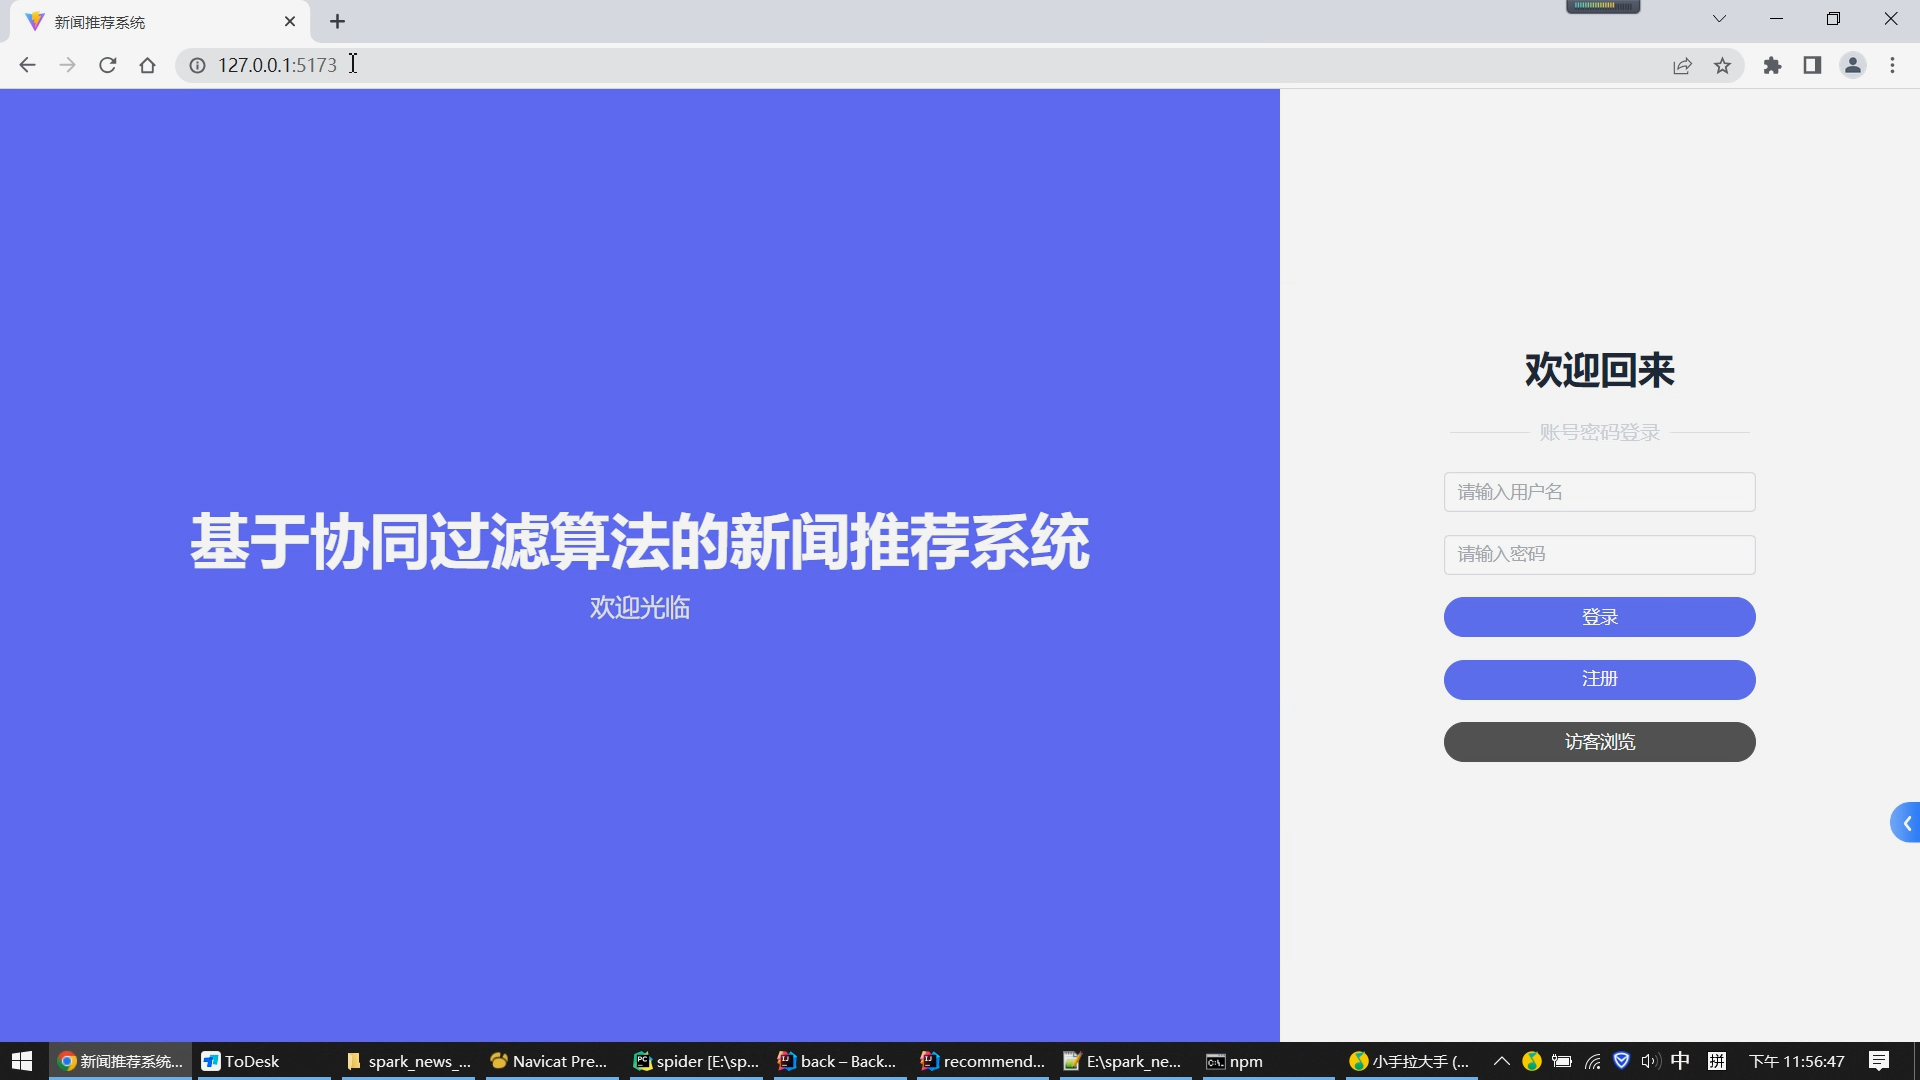 新闻推荐系统
127.0.0.1:5173
基于协同过滤算法的新闻推荐系统
欢迎光临
欢迎回来
账号密码登录
请输入用户名
请输入密码
登录
注册
访客浏览
新闻推荐系统...
ToDesk
spark_news_...
Navicat Pre...
spider [E:\sp...
back – Back...
recommend...
E:\spark_ne...
npm
小手拉大手 (...
中
拼
下午 11:56:47